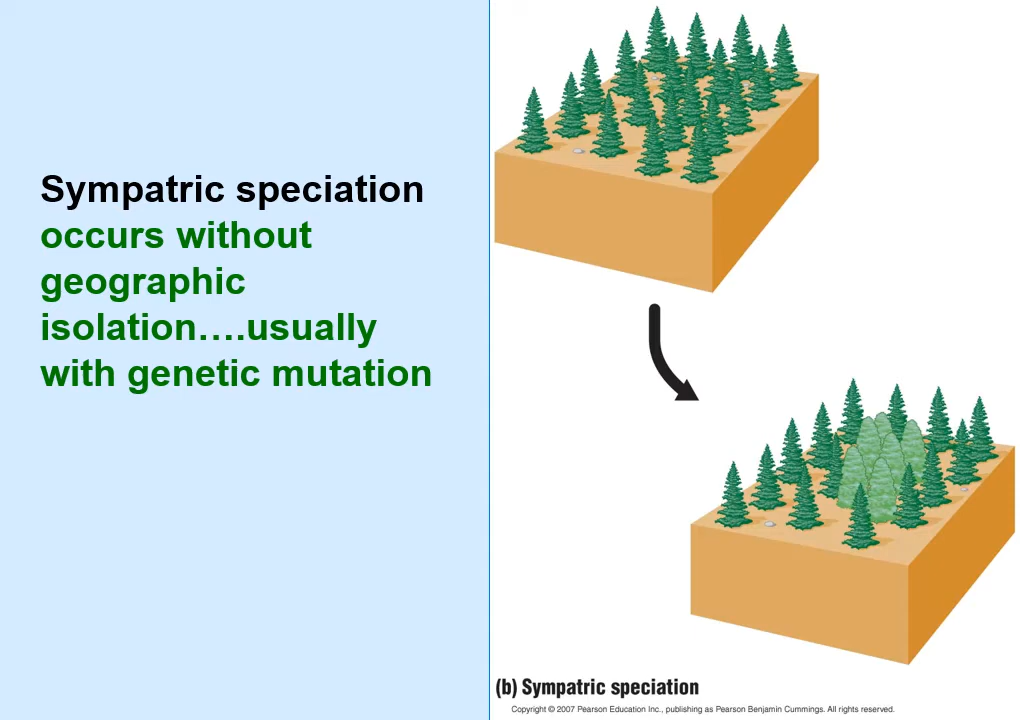 Sympatric speciation
occurs without
geographic
isolation….usually
with genetic mutation
(b) Sympatric speciation
Copyright © 2007 Pearson Education Inc., publishing as Pearson Benjamin Cummings. All rights reserved.